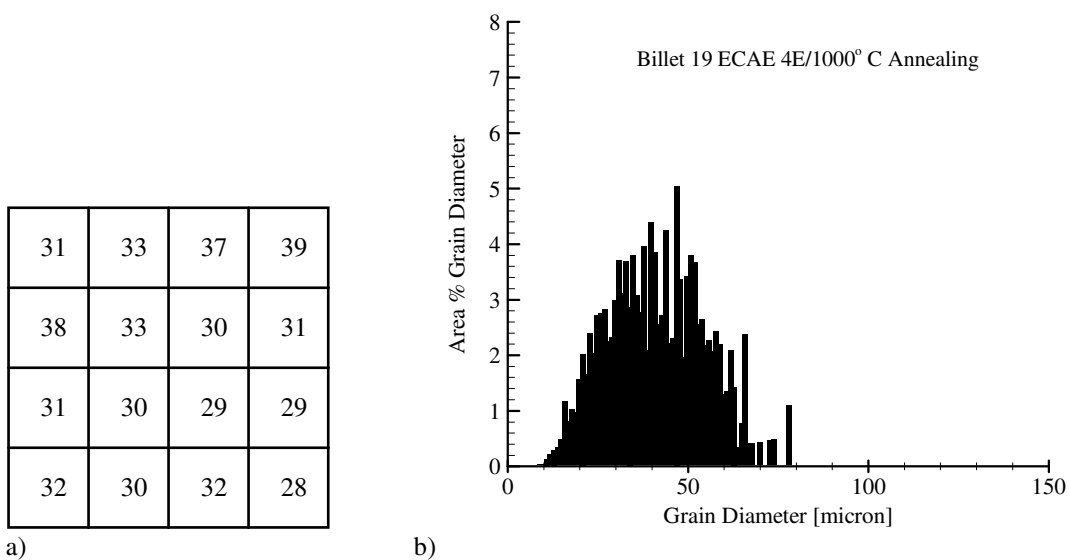 31 33 37 39
38 33 30 31
31 30 29 29
32 30 32 28
a)
Billet 19 ECAE 4E/1000° C Annealing
Area % Grain Diameter
8
7
6
5
4
3
2
1
0
0 50 100 150
Grain Diameter [micron]
b)